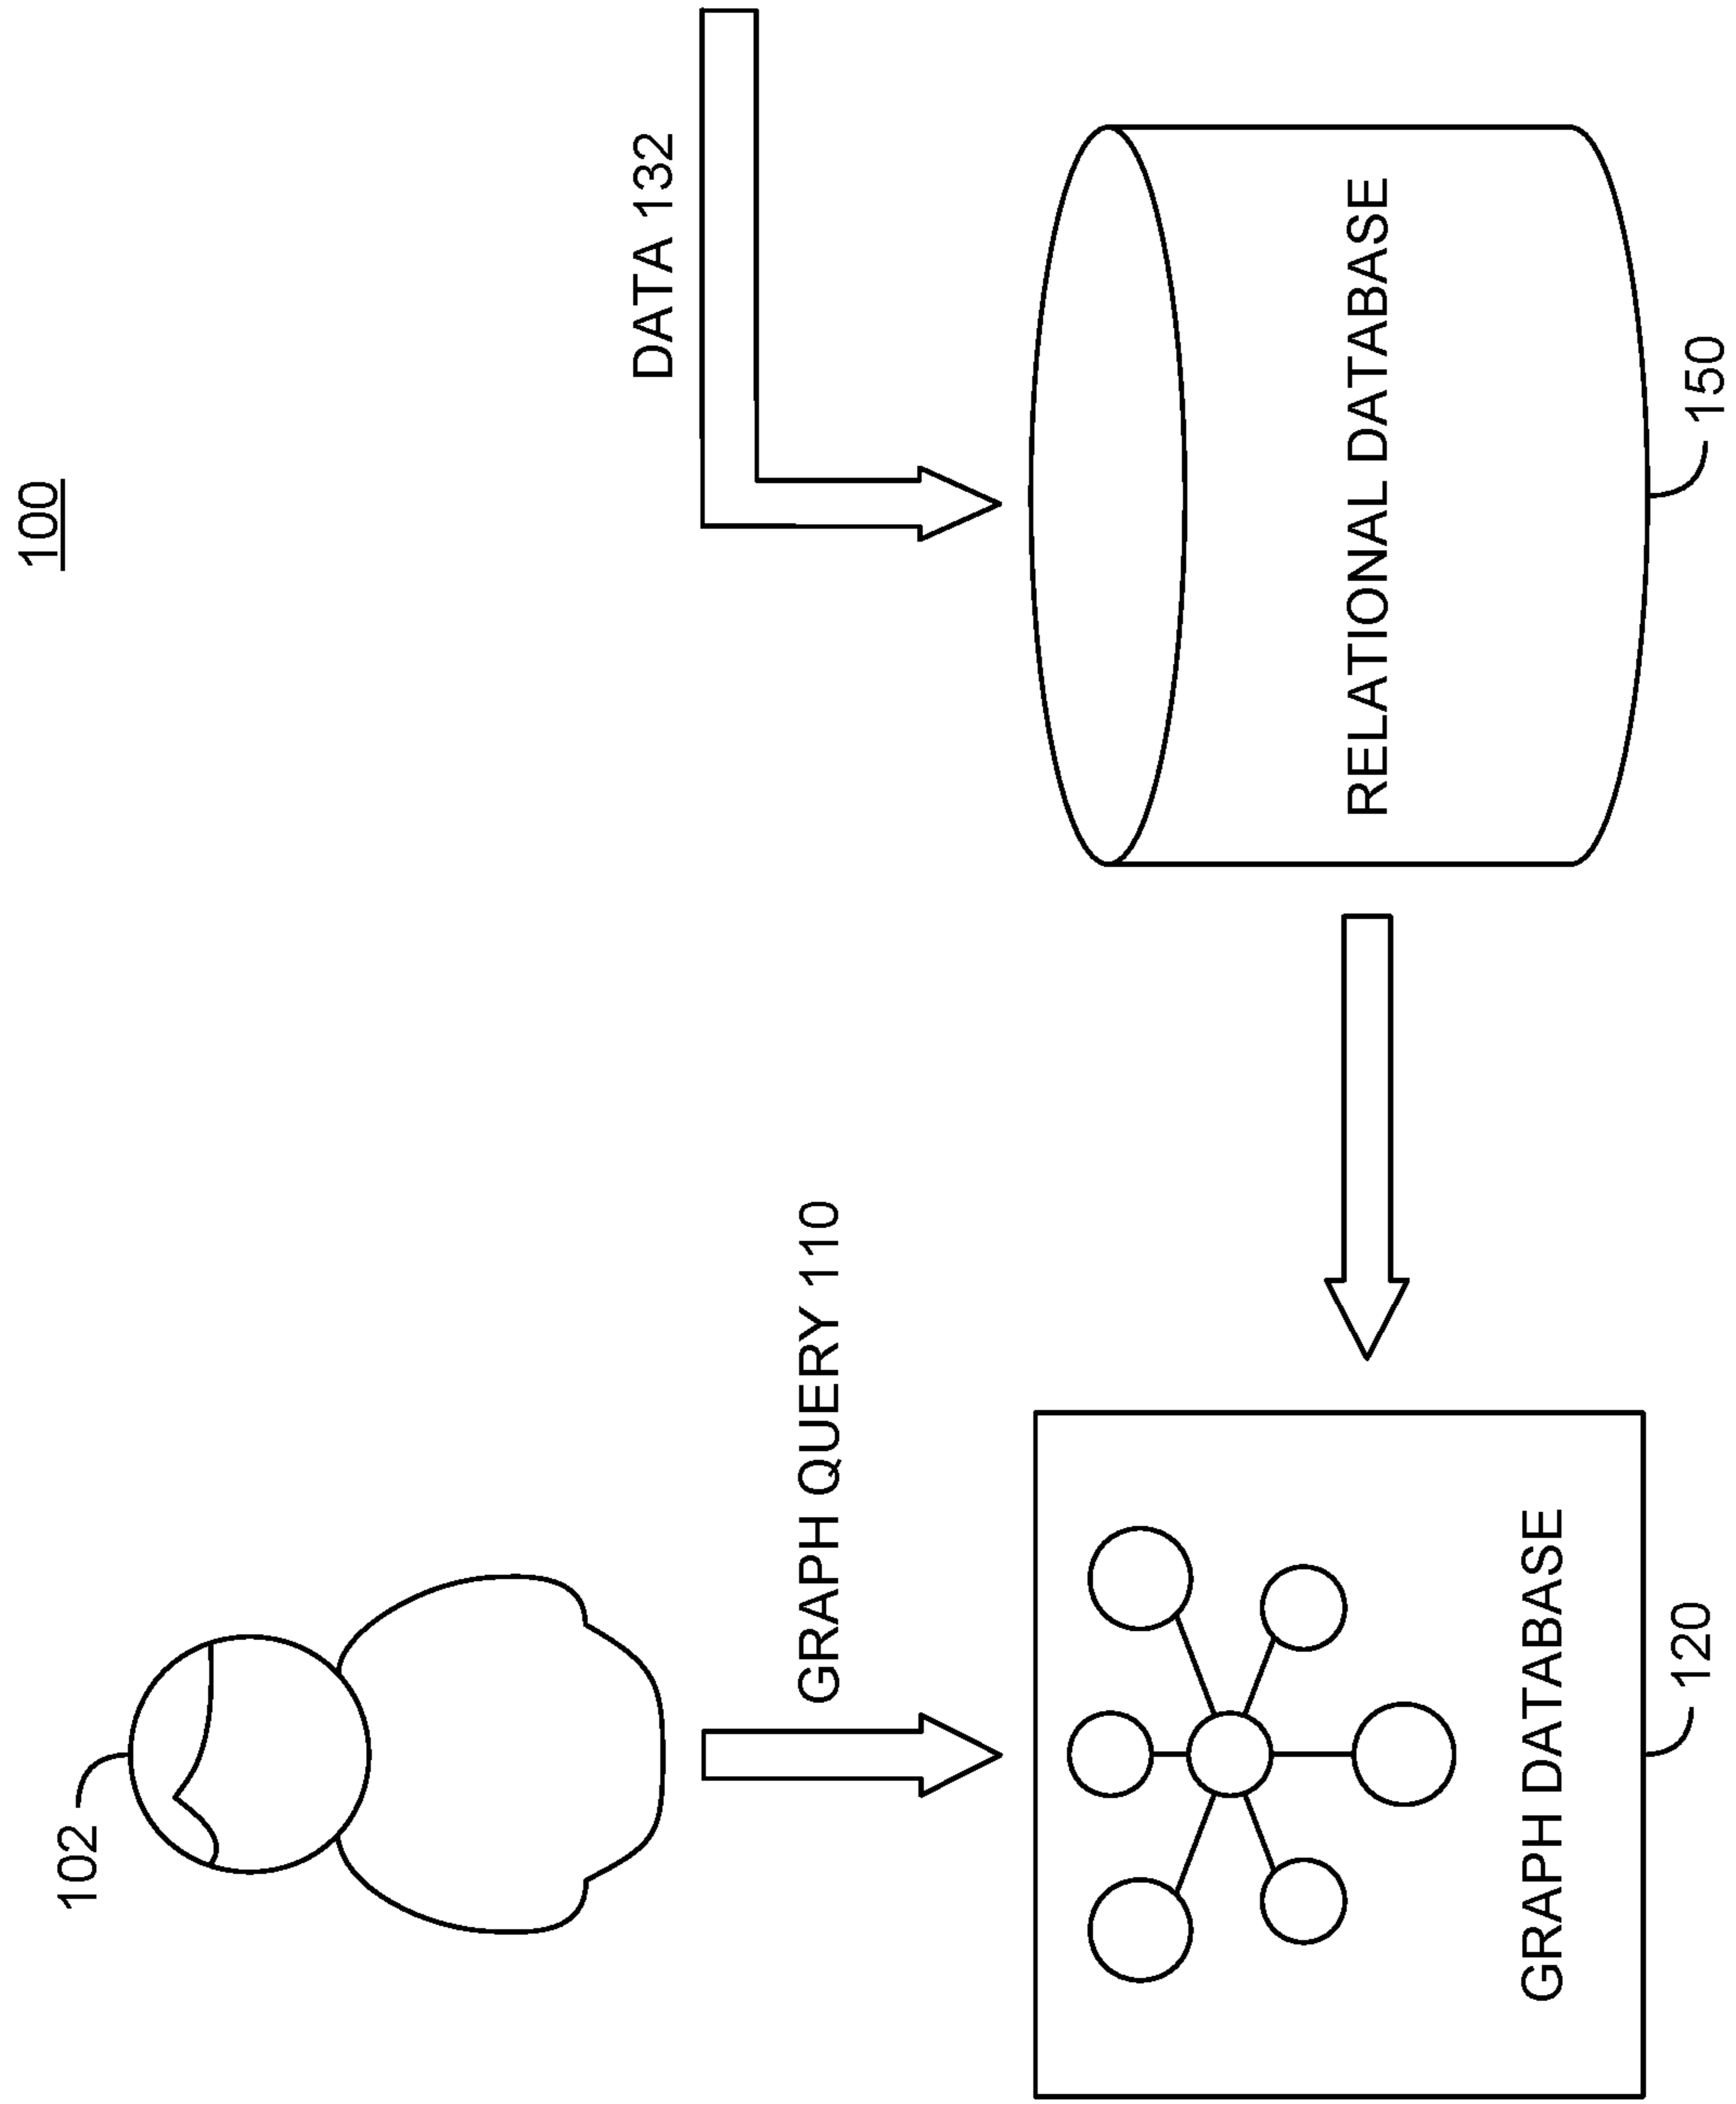 100
102
GRAPH QUERY 110
DATA 132
GRAPH DATABASE
120
RELATIONAL DATABASE
150